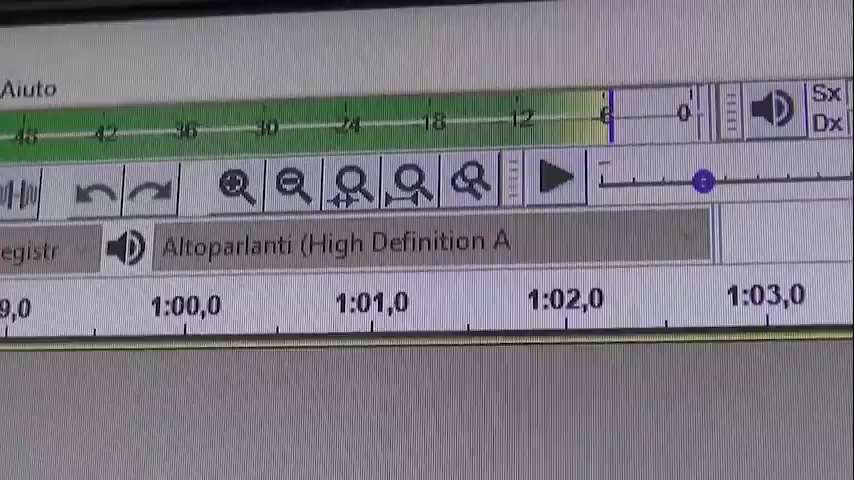 Aiuto
-48 -42 -36 -30 -24 -18 -12 -6 0
Sx
Dx
egistr
Altoparlanti (High Definition A
9,0 1:00,0 1:01,0 1:02,0 1:03,0